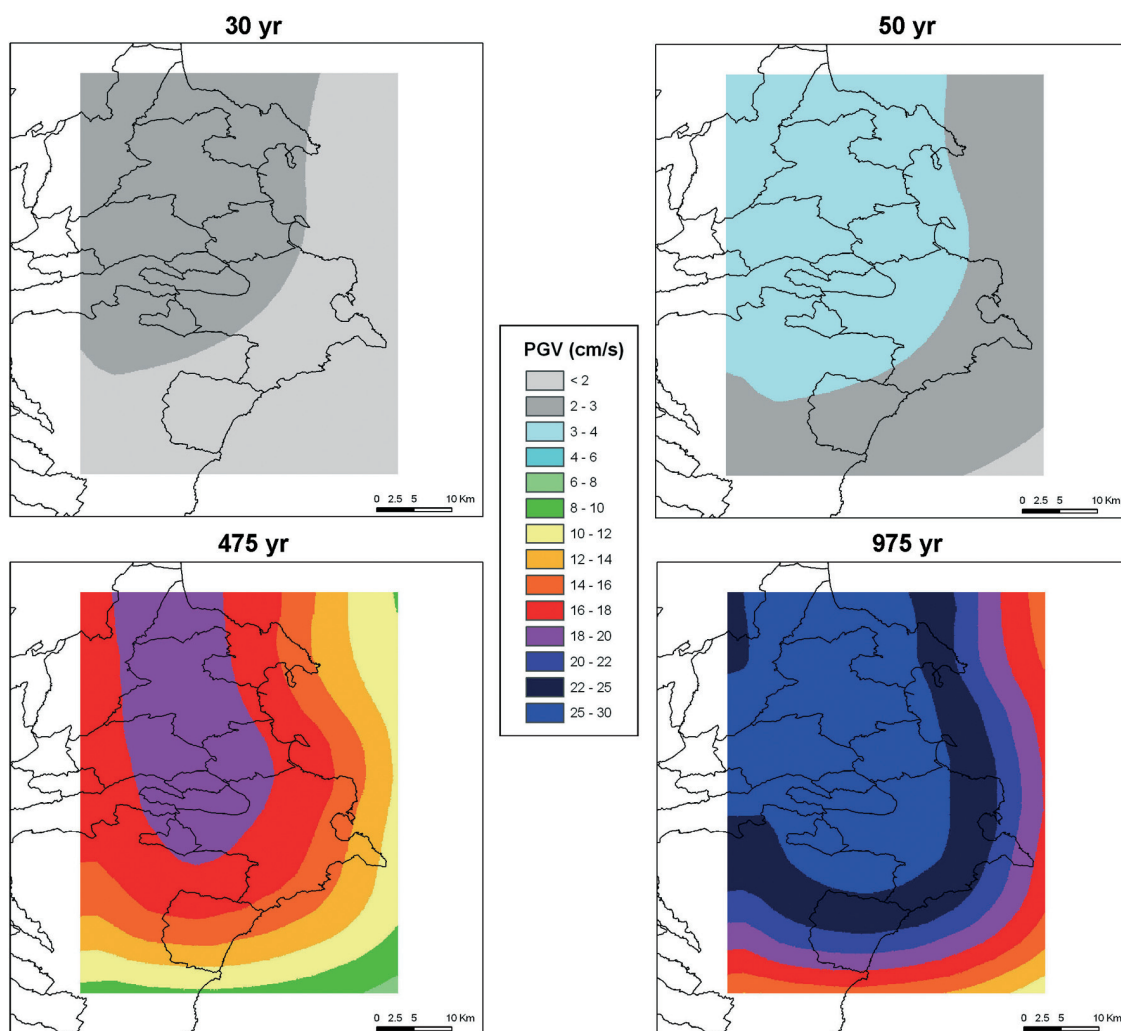 30 yr
50 yr
0 2.5 5 10 Km
0 2.5 5 10 Km
PGV (cm/s)
< 2
2 - 3
3 - 4
4 - 6
6 - 8
8 - 10
10 - 12
12 - 14
14 - 16
16 - 18
18 - 20
20 - 22
22 - 25
25 - 30
475 yr
975 yr
0 2.5 5 10 Km
0 2.5 5 10 Km